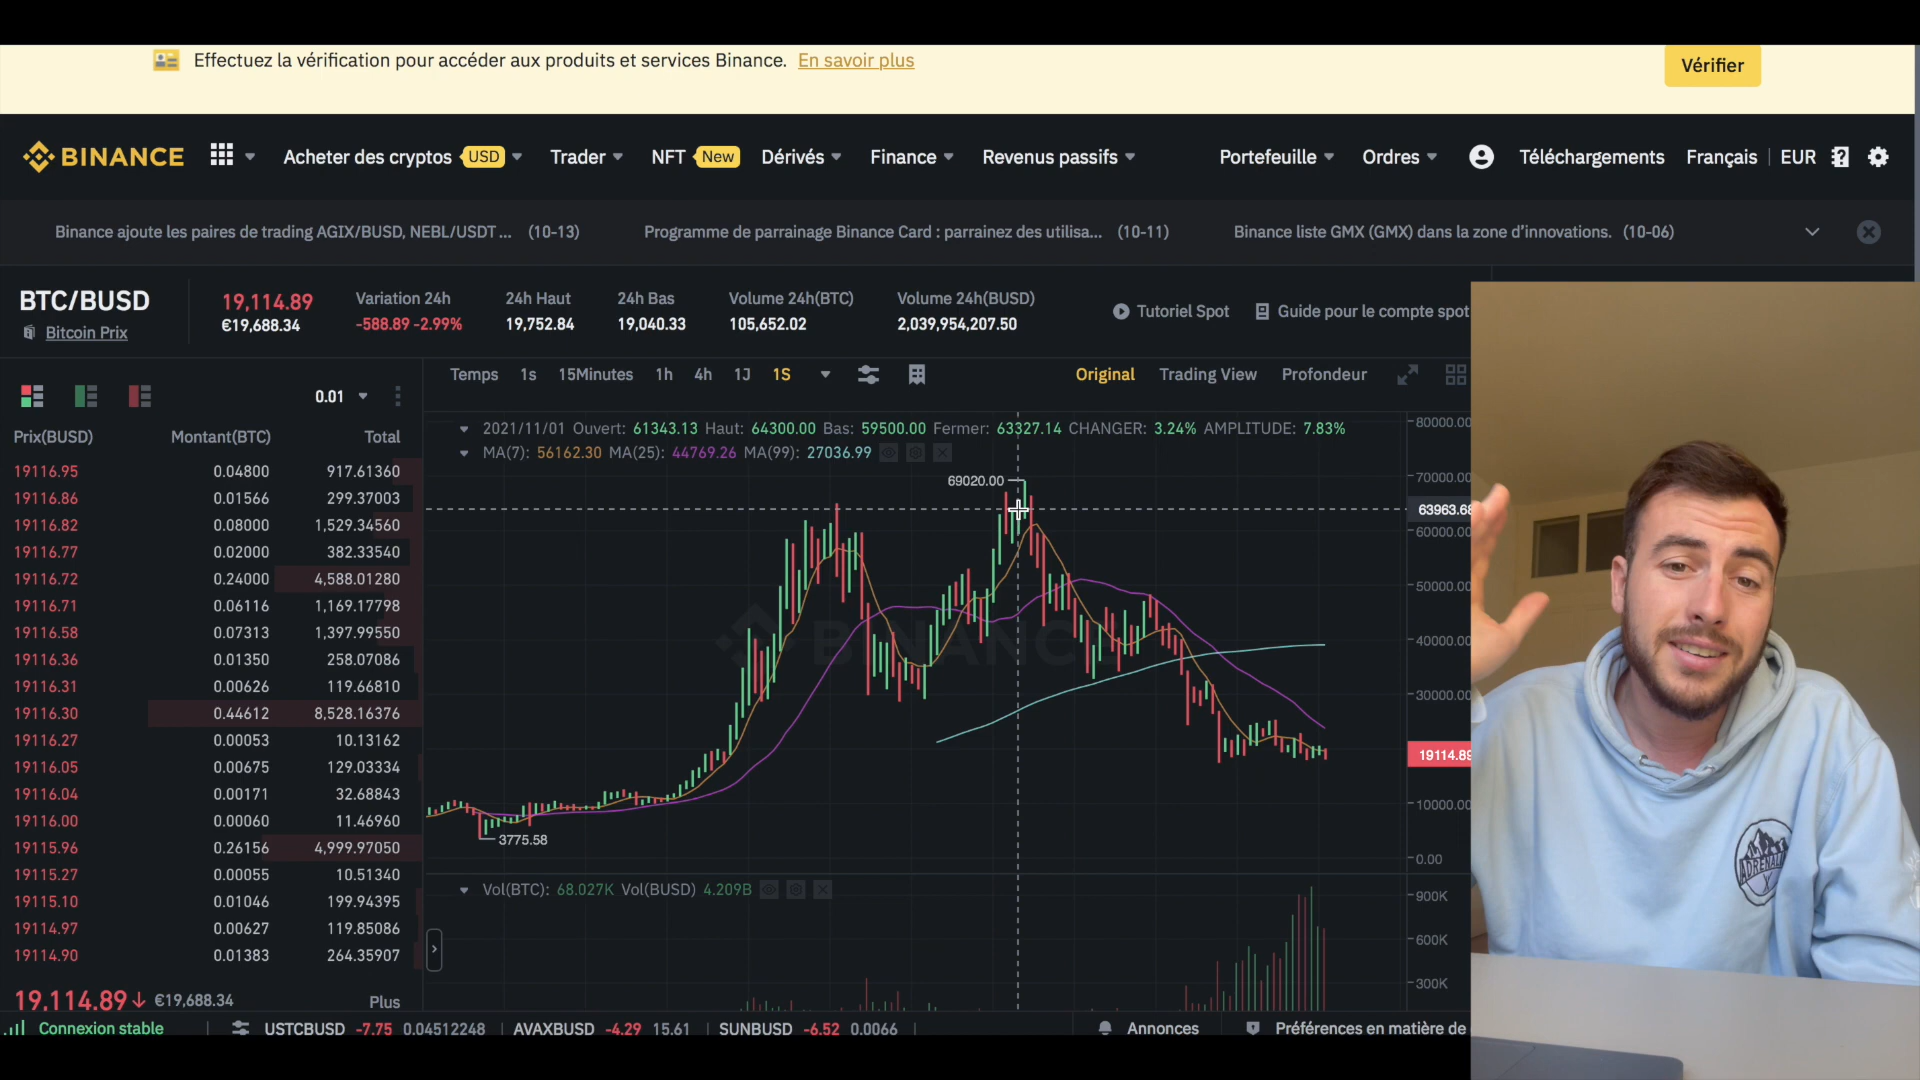 Effectuez la vérification pour accéder aux produits et services Binance. En savoir plus
Vérifier
BINANCE
Acheter des cryptos USD Trader NFT New Dérivés Finance Revenus passifs Portefeuille Ordres Téléchargements Français EUR
Binance ajoute les paires de trading AGIX/BUSD, NEBL/USDT ... (10-13) Programme de parrainage Binance Card : parrainez des utilisa... (10-11) Binance liste GMX (GMX) dans la zone d’innovations. (10-06)
BTC/BUSD
Bitcoin Prix
19,114.89
€19,688.34
Variation 24h
-588.89 -2.99%
24h Haut
19,752.84
24h Bas
19,040.33
Volume 24h(BTC)
105,652.02
Volume 24h(BUSD)
2,039,954,207.50
Tutoriel Spot Guide pour le compte spot
0.01
Prix(BUSD) Montant(BTC) Total
19116.95 0.04800 917.61360
19116.86 0.01566 299.37003
19116.82 0.08000 1,529.34560
19116.77 0.02000 382.33540
19116.72 0.24000 4,588.01280
19116.71 0.06116 1,169.17798
19116.58 0.07313 1,397.99550
19116.36 0.01350 258.07086
19116.31 0.00626 119.66810
19116.30 0.44612 8,528.16376
19116.27 0.00053 10.13162
19116.05 0.00675 129.03334
19116.04 0.00171 32.68843
19116.00 0.00060 11.46960
19115.96 0.26156 4,999.97050
19115.27 0.00055 10.51340
19115.10 0.01046 199.94395
19114.97 0.00627 119.85086
19114.90 0.01383 264.35907
19,114.89↓ €19,688.34 Plus
Temps 1s 15Minutes 1h 4h 1J 1S Original Trading View Profondeur
2021/11/01 Ouvert: 61343.13 Haut: 64300.00 Bas: 59500.00 Fermer: 63327.14 CHANGER: 3.24% AMPLITUDE: 7.83%
MA(7): 56162.30 MA(25): 44769.26 MA(99): 27036.99
69020.00
3775.58
BINANCE
80000.00
70000.00
63963.68
60000.00
50000.00
40000.00
30000.00
19114.89
10000.00
0.00
Vol(BTC): 68.027K Vol(BUSD) 4.209B
900K
600K
300K
Connexion stable USTCBUSD -7.75 0.04512248 AVAXBUSD -4.29 15.61 SUNBUSD -6.52 0.0066 Annonces Préférences en matière de